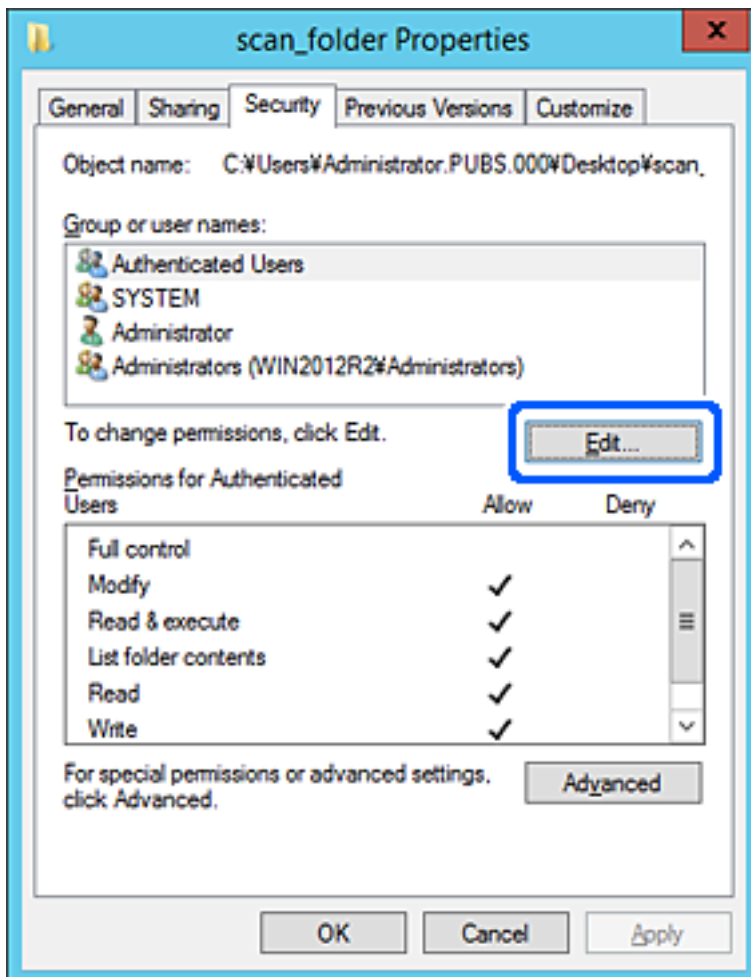 scan_folder Properties
x
General Sharing Security Previous Versions Customize
Object name: C:¥Users¥Administrator.PUBS.000¥Desktop¥scan_
Group or user names:
Authenticated Users
SYSTEM
Administrator
Administrators (WIN2012R2¥Administrators)
To change permissions, click Edit.
Edit...
Permissions for Authenticated
Users Allow Deny
Full control
Modify
Read & execute
List folder contents
Read
Write
For special permissions or advanced settings,
click Advanced.
Advanced
OK Cancel Apply